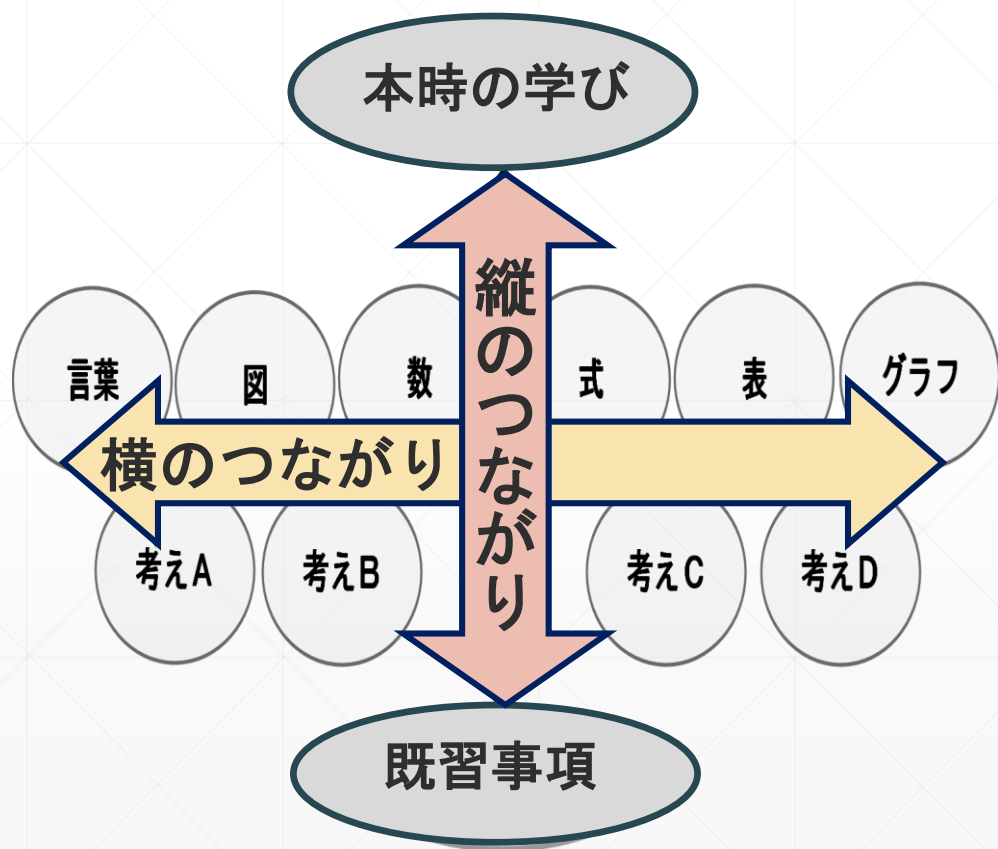 本時の学び
縦のつながり
言葉
図
数
式
表
グラフ
横のつながり
考えA
考えB
考えC
考えD
既習事項